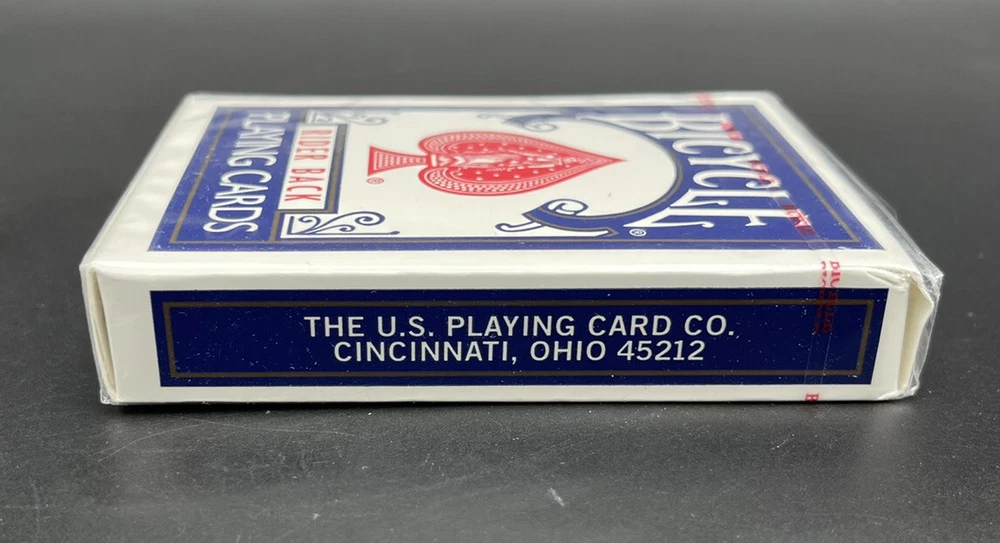 BICYCLE
®
®
RIDER BACK
PLAYING CARDS
THE U.S. PLAYING CARD CO.
CINCINNATI, OHIO 45212